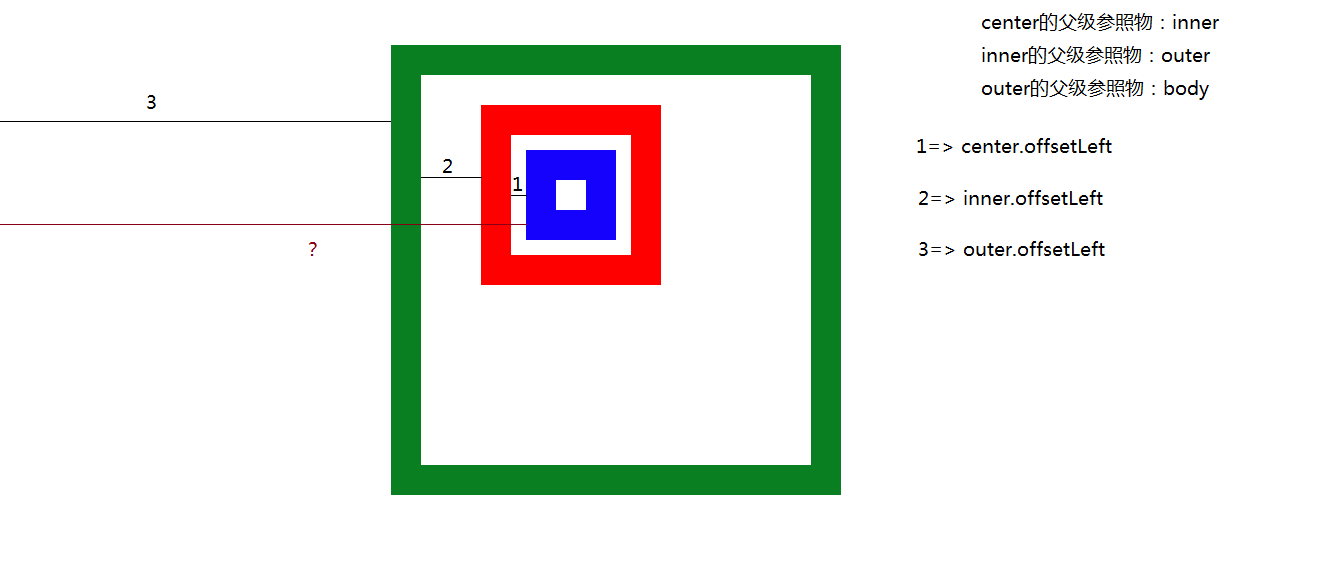 center的父级参照物：inner
inner的父级参照物：outer
outer的父级参照物：body
3
1=> center.offsetLeft
2
1
2=> inner.offsetLeft
?
3=> outer.offsetLeft